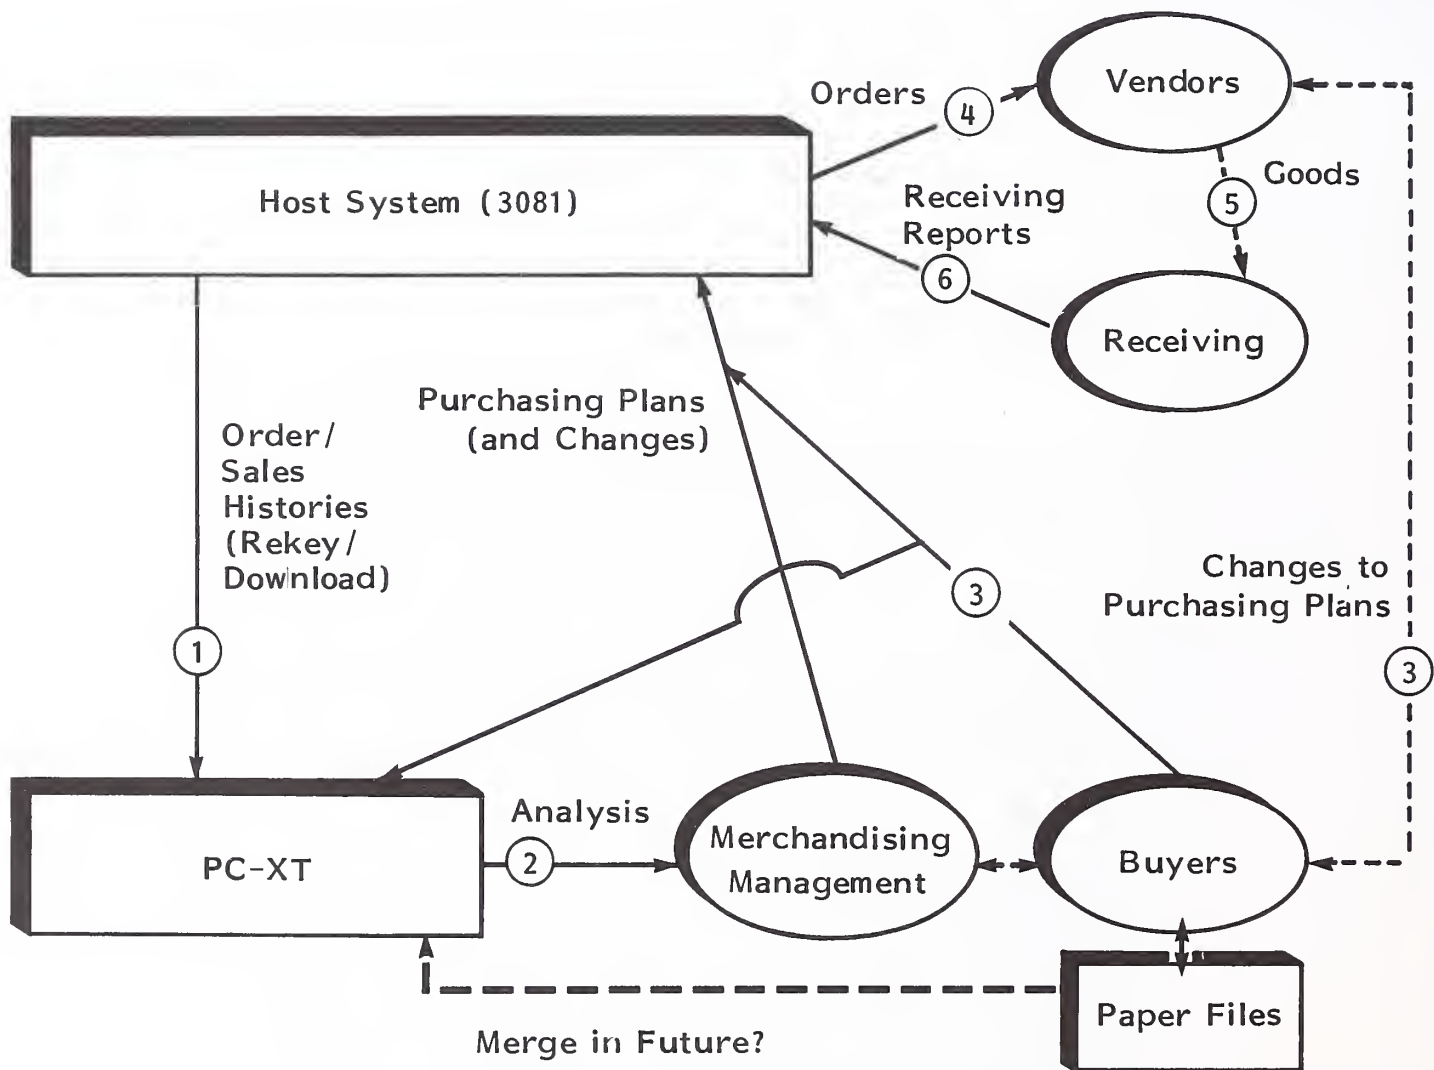 Orders
4
Vendors
Host System (3081)
Receiving
Reports
6
5
Goods
Receiving
Purchasing Plans
(and Changes)
Order/
Sales
Histories
(Rekey/
Download)
1
3
Changes to
Purchasing Plans
3
PC-XT
Analysis
2
Merchandising
Management
Buyers
Paper Files
Merge in Future?